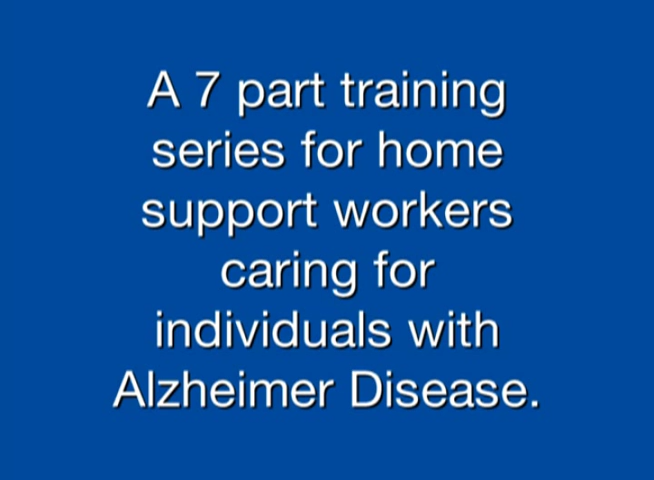 A 7 part training
series for home
support workers
caring for
individuals with
Alzheimer Disease.